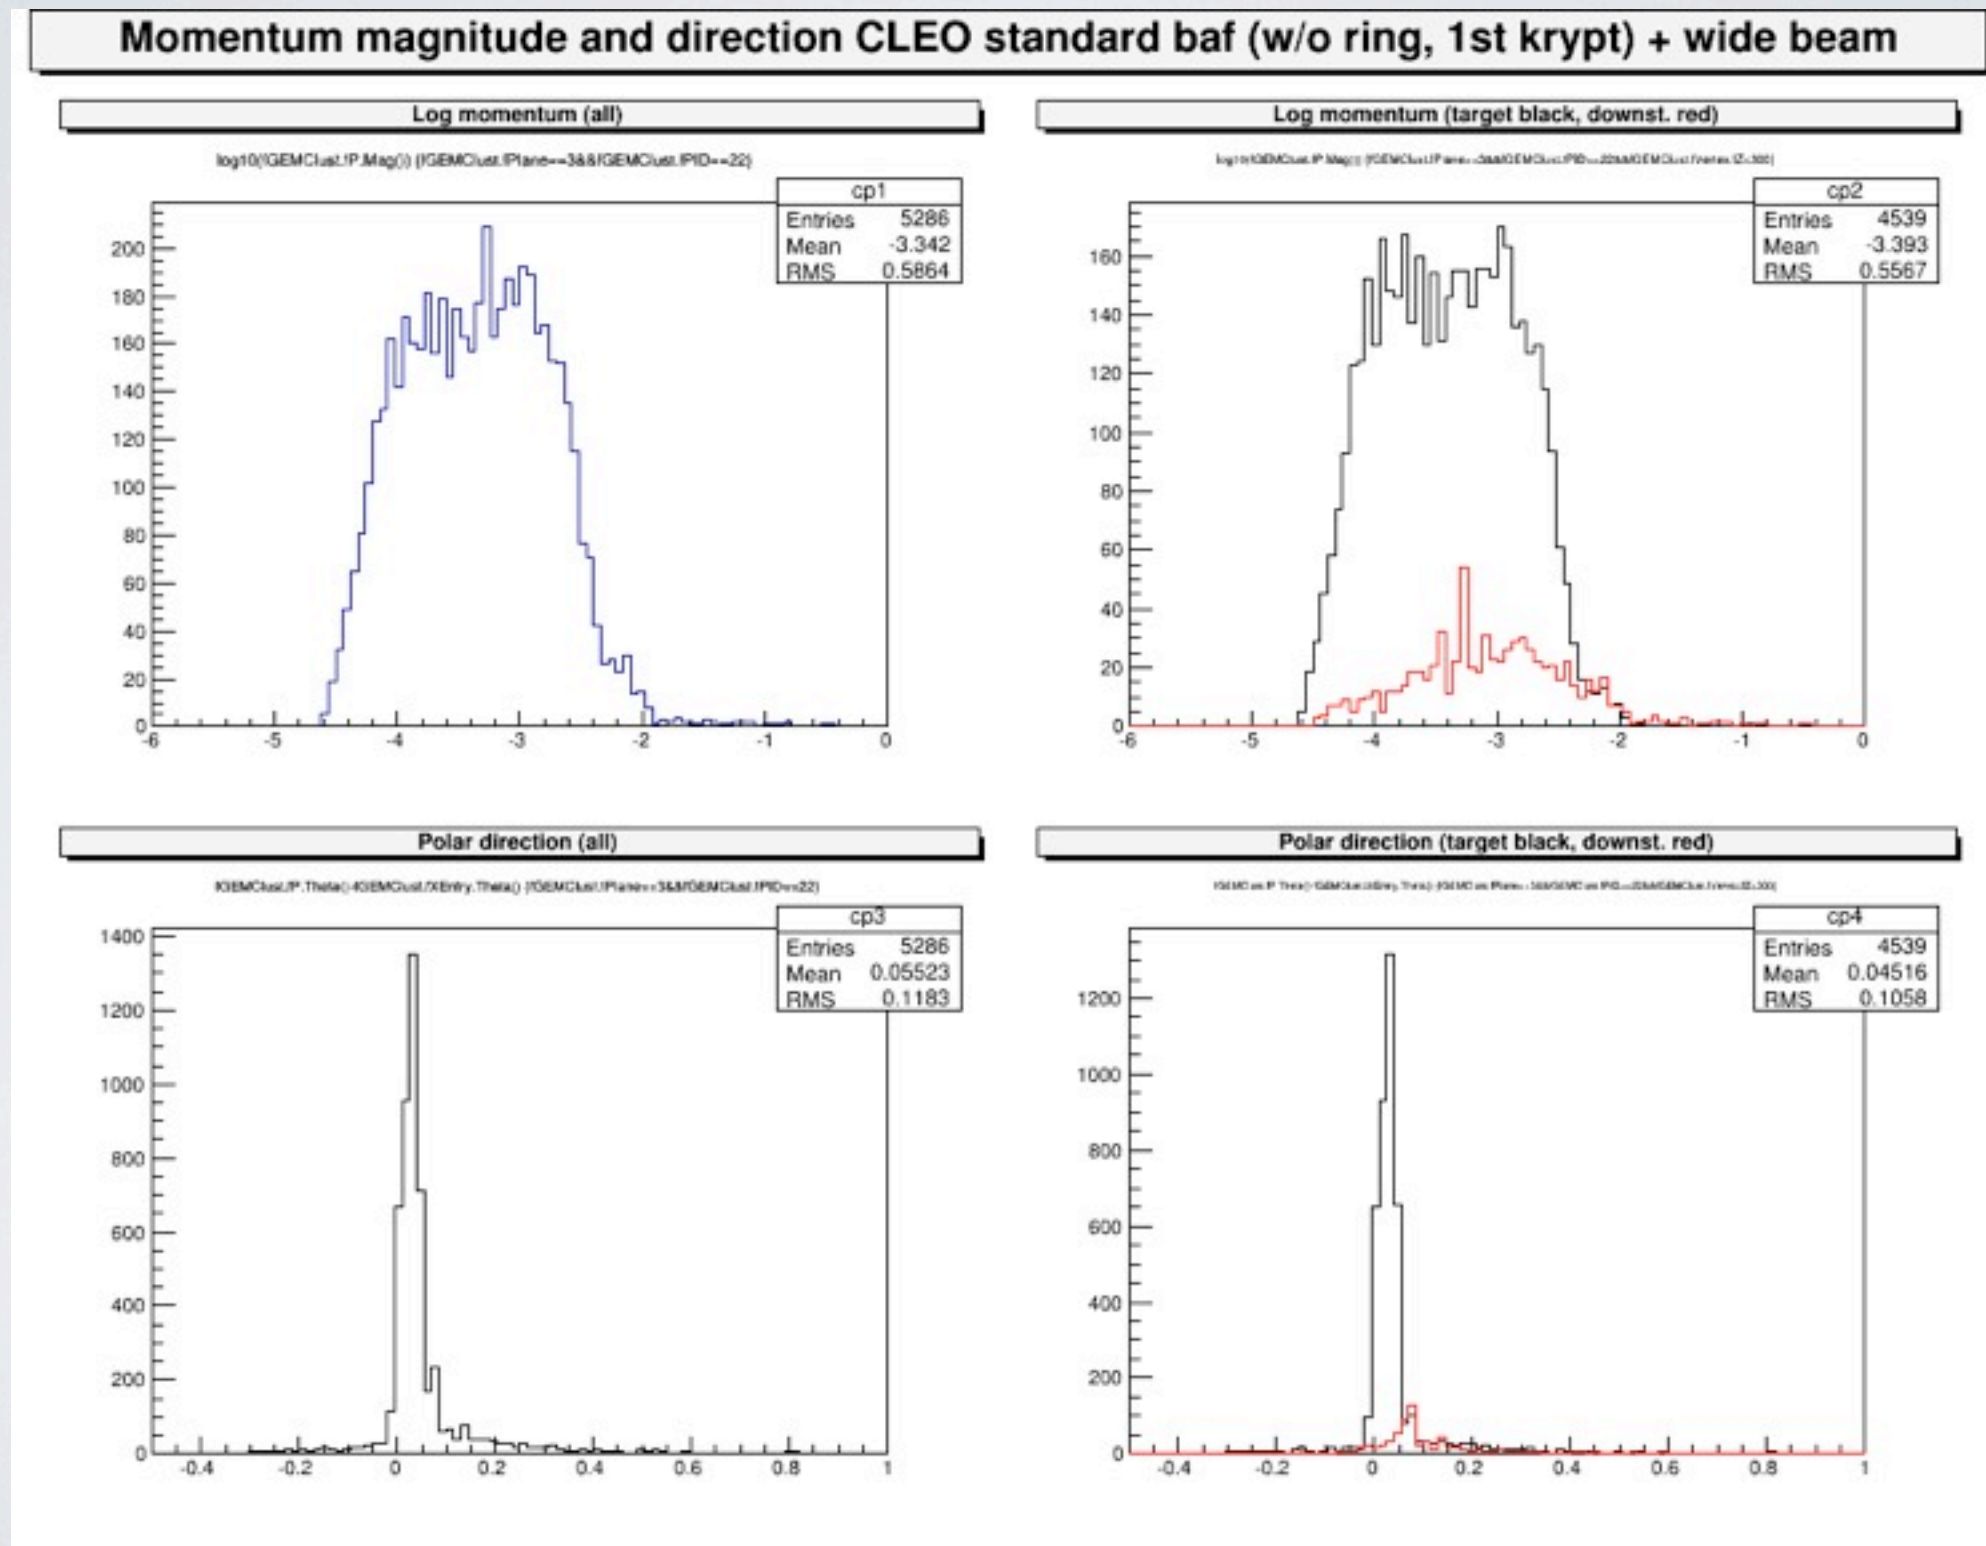 Momentum magnitude and direction CLEO standard baf (w/o ring, 1st krypt) + wide beam
Log momentum (all)
log10(fGEMClust.fP.Mag()) {fGEMClust.fPlane==3&&fGEMClust.fPID==22}
cp1
Entries 5286
Mean -3.342
RMS 0.5864
200
180
160
140
120
100
80
60
40
20
0
-6 -5 -4 -3 -2 -1 0
Log momentum (target black, downst. red)
cp2
Entries 4539
Mean -3.393
RMS 0.5567
160
140
120
100
80
60
40
20
0
-6 -5 -4 -3 -2 -1 0
Polar direction (all)
cp3
Entries 5286
Mean 0.05523
RMS 0.1183
1400
1200
1000
800
600
400
200
0
-0.4 -0.2 0 0.2 0.4 0.6 0.8 1
Polar direction (target black, downst. red)
cp4
Entries 4539
Mean 0.04516
RMS 0.1058
1200
1000
800
600
400
200
0
-0.4 -0.2 0 0.2 0.4 0.6 0.8 1